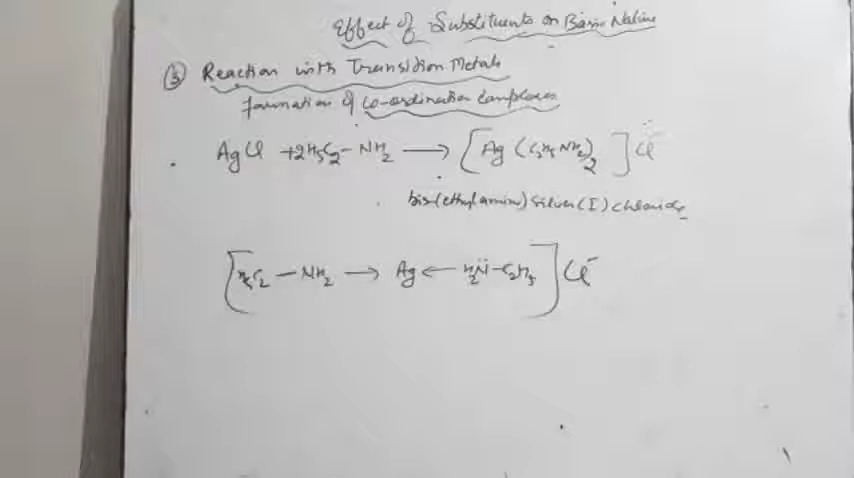 Effect of Substituents on Basic Nature
③ Reaction with Transition Metals
formation of Co-ordination Complexes
AgCl + 2H₅C₂ - NH₂ ⟶ [Ag (C₂H₅NH₂)₂]Cl⁻
bis(ethylamine)silver(I) chloride
[H₅C₂ — NH₂ → Ag ← H₂N̈ - C₂H₅]Cl⁻